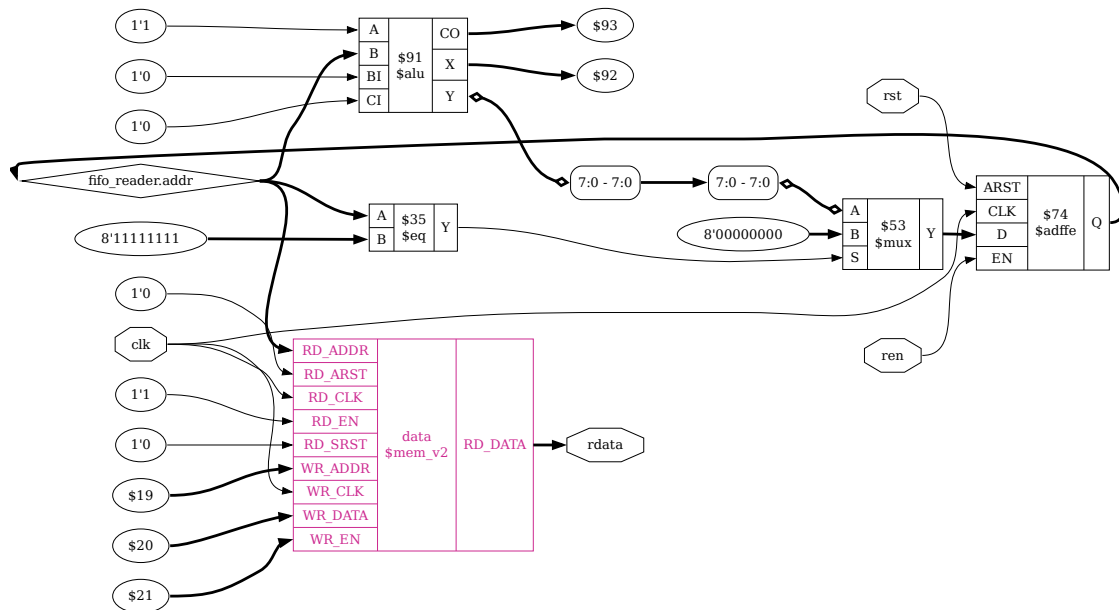 1'1
1'0
1'0
A
B
BI
CI
$91
$alu
CO
X
Y
$93
$92
rst
fifo_reader.addr
8'11111111
A
B
$35
$eq
Y
7:0 - 7:0
7:0 - 7:0
8'00000000
A
B
S
$53
$mux
Y
ARST
CLK
D
EN
$74
$adffe
Q
ren
1'0
clk
1'1
1'0
$19
$20
$21
RD_ADDR
RD_ARST
RD_CLK
RD_EN
RD_SRST
WR_ADDR
WR_CLK
WR_DATA
WR_EN
data
$mem_v2
RD_DATA
rdata